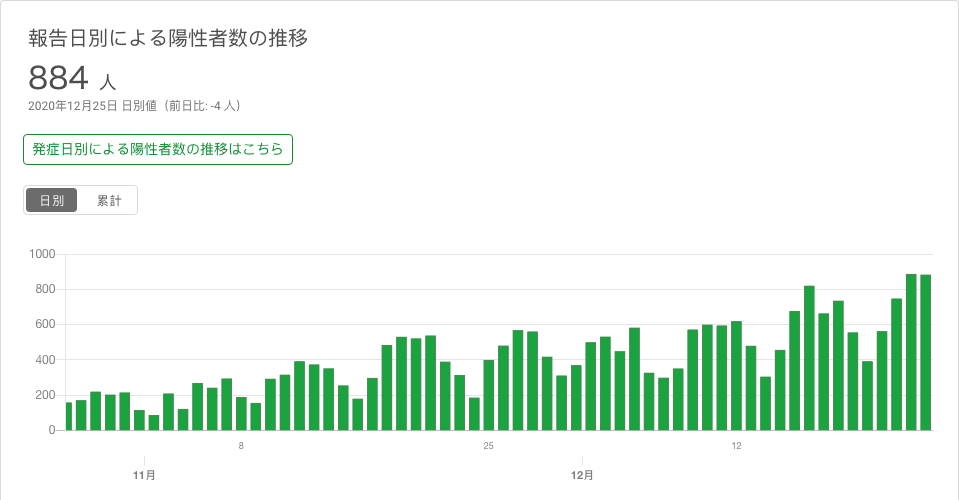 報告日別による陽性者数の推移
884 人
2020年12月25日 日別値（前日比: -4 人）
発症日別による陽性者数の推移はこちら
日別 累計
1000
800
600
400
200
0
8 25 12
11月 12月